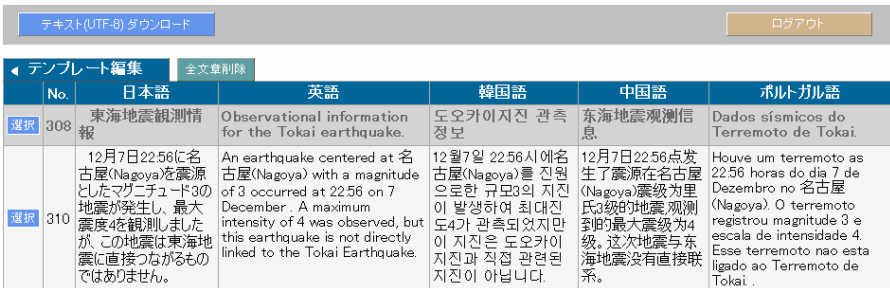 テキスト(UTF-8) ダウンロード
ログアウト
テンプレート編集
全文章削除
No.
日本語
英語
韓国語
中国語
ポルトガル語
選択
308
東海地震観測情
報
Observational information
for the Tokai earthquake.
도오카이지진 관측
정보
东海地震观测信
息
Dados sísmicos do
Terremoto de Tokai.
選択
310
12月7日22:56に名
古屋(Nagoya)を震源
としたマグニチュード3の
地震が発生し、最大
震度4を観測しました
が、この地震は東海地
震に直接つながるもの
ではありません。
An earthquake centered at 名
古屋(Nagoya) with a magnitude
of 3 occurred at 22:56 on 7
December . A maximum
intensity of 4 was observed, but
this earthquake is not directly
linked to the Tokai Earthquake.
12월7일 22:56시에名
古屋(Nagoya)를 진원
으로한 규모3의 지진
이 발생하여 최대진
도4가 관측되었지만
이 지진은 도오카이
지진과 직접 관련된
지진이 아닙니다.
12月7日22:56点发
生了震源在名古屋
(Nagoya)震级为里
氏3级的地震,观测
到的最大震级为4
级。这次地震与东
海地震没有直接联
系。
Houve um terremoto as
22:56 horas do dia 7 de
Dezembro no 名古屋
(Nagoya). O terremoto
registrou magnitude 3 e
escala de intensidade 4.
Esse terremoto nao esta
ligado ao Terremoto de
Tokai. .